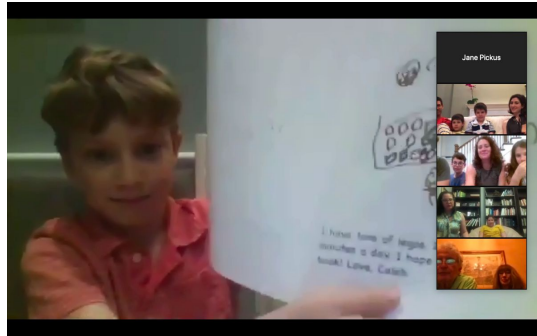 Jane Pickus
I have tons of legos.
minutes a day. I hope
book! Love, Caleb